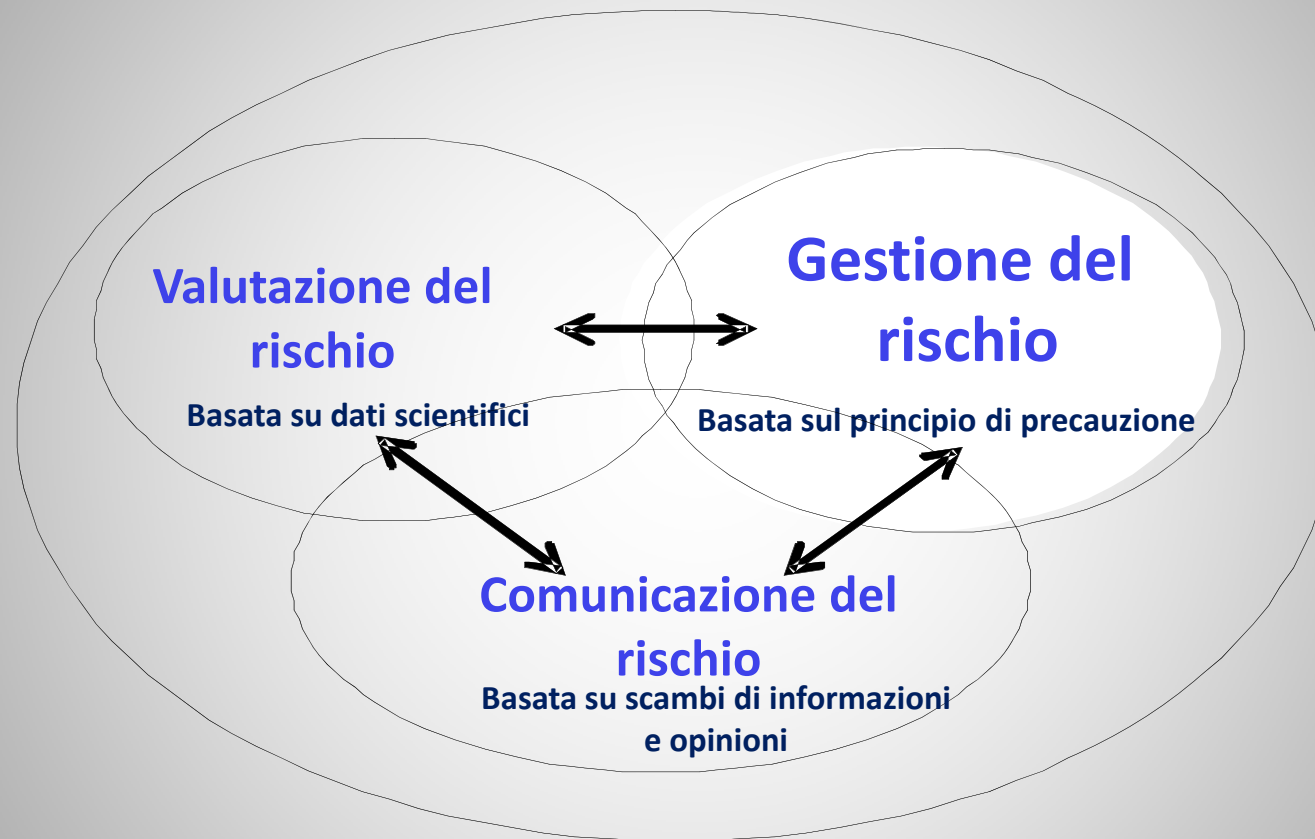 Valutazione del
rischio
Basata su dati scientifici
Gestione del
rischio
Basata sul principio di precauzione
Comunicazione del
rischio
Basata su scambi di informazioni
e opinioni